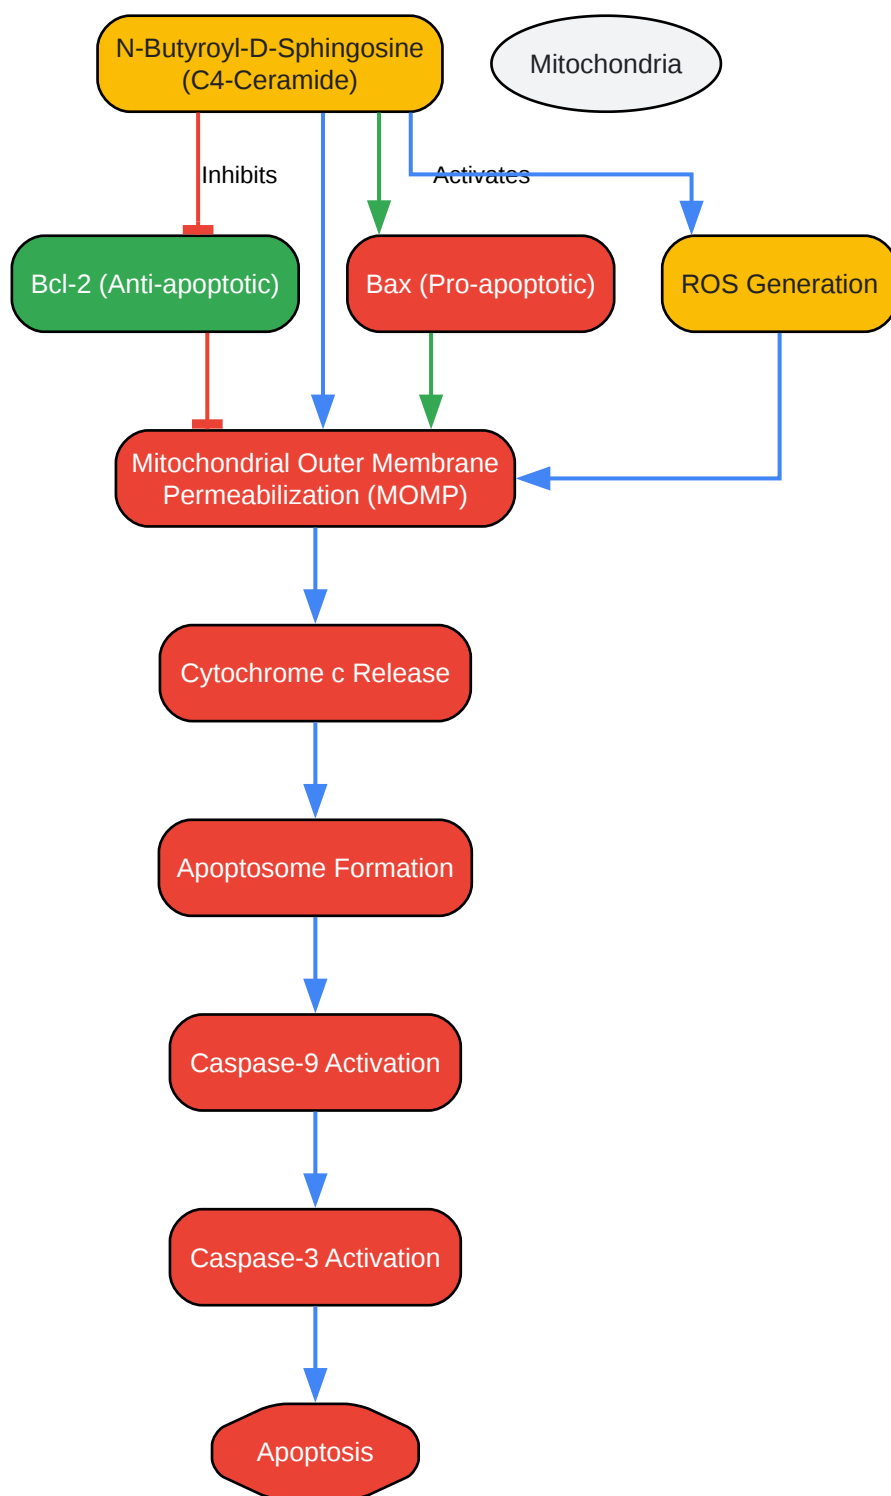 N-Butyroyl-D-Sphingosine
(C4-Ceramide)
Mitochondria
Inhibits
Activates
Bcl-2 (Anti-apoptotic)
Bax (Pro-apoptotic)
ROS Generation
Mitochondrial Outer Membrane
Permeabilization (MOMP)
Cytochrome c Release
Apoptosome Formation
Caspase-9 Activation
Caspase-3 Activation
Apoptosis